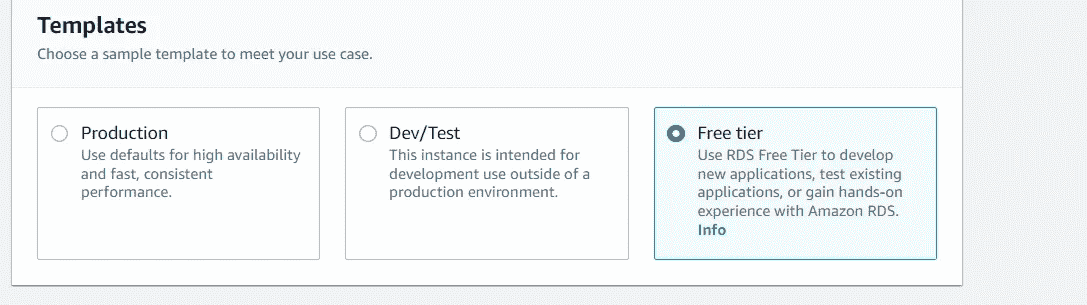 Templates
Choose a sample template to meet your use case.
Production
Use defaults for high availability
and fast, consistent
performance.
Dev/Test
This instance is intended for
development use outside of a
production environment.
Free tier
Use RDS Free Tier to develop
new applications, test existing
applications, or gain hands-on
experience with Amazon RDS.
Info